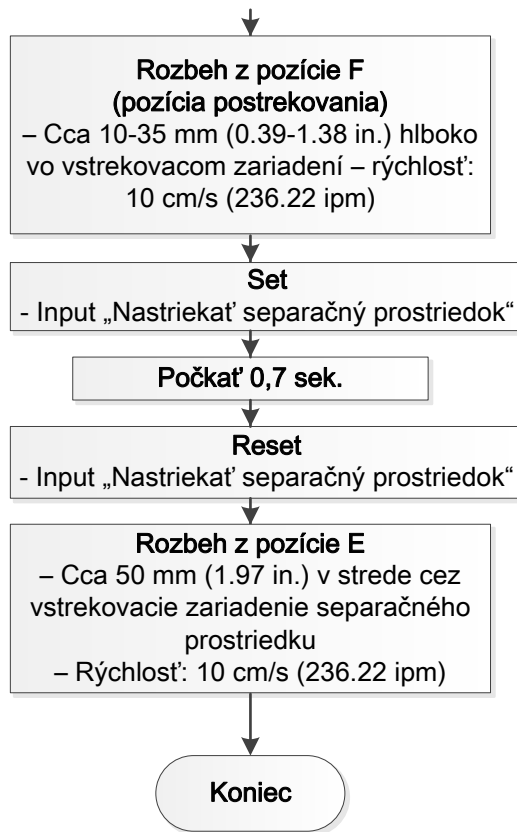 Rozbeh z pozície F
(pozícia postrekovania)
– Cca 10-35 mm (0.39-1.38 in.) hlboko
vo vstrekovacom zariadení – rýchlosť:
10 cm/s (236.22 ipm)
Set
- Input „Nastriekať separačný prostriedok“
Počkať 0,7 sek.
Reset
- Input „Nastriekať separačný prostriedok“
Rozbeh z pozície E
– Cca 50 mm (1.97 in.) v strede cez
vstrekovacie zariadenie separačného
prostriedku
– Rýchlosť: 10 cm/s (236.22 ipm)
Koniec